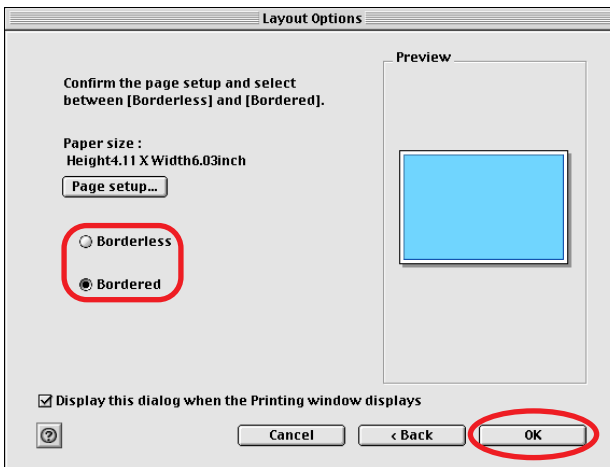 Layout Options
Preview
Confirm the page setup and select
between [Borderless] and [Bordered].
Paper size :
Height4.11 X Width6.03inch
Page setup...
Borderless
Bordered
Display this dialog when the Printing window displays
?
Cancel
‹ Back
OK